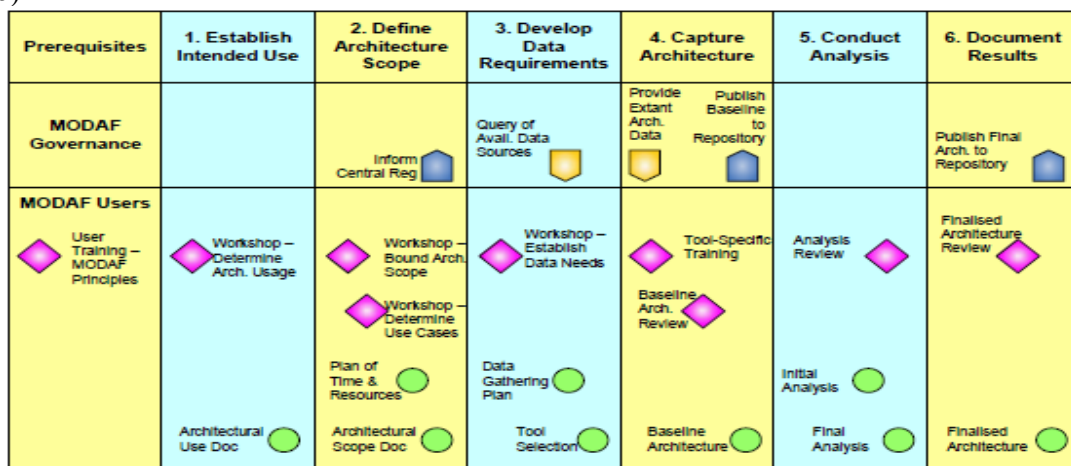 Prerequisites
1. Establish
Intended Use
2. Define
Architecture
Scope
3. Develop
Data
Requirements
4. Capture
Architecture
5. Conduct
Analysis
6. Document
Results
MODAF
Governance
Inform
Central Reg
Query of
Avail. Data
Sources
Provide
Extant
Arch.
Data
Publish
Baseline
to
Repository
Publish Final
Arch. to
Repository
MODAF Users
User
Training –
MODAF
Principles
Workshop –
Determine
Arch. Usage
Workshop –
Bound Arch.
Scope
Workshop –
Determine
Use Cases
Workshop –
Establish
Data Needs
Tool-Specific
Training
Baseline
Arch.
Review
Analysis
Review
Finalised
Architecture
Review
Plan of
Time &
Resources
Data
Gathering
Plan
Initial
Analysis
Architectural
Use Doc
Architectural
Scope Doc
Tool
Selection
Baseline
Architecture
Final
Analysis
Finalised
Architecture